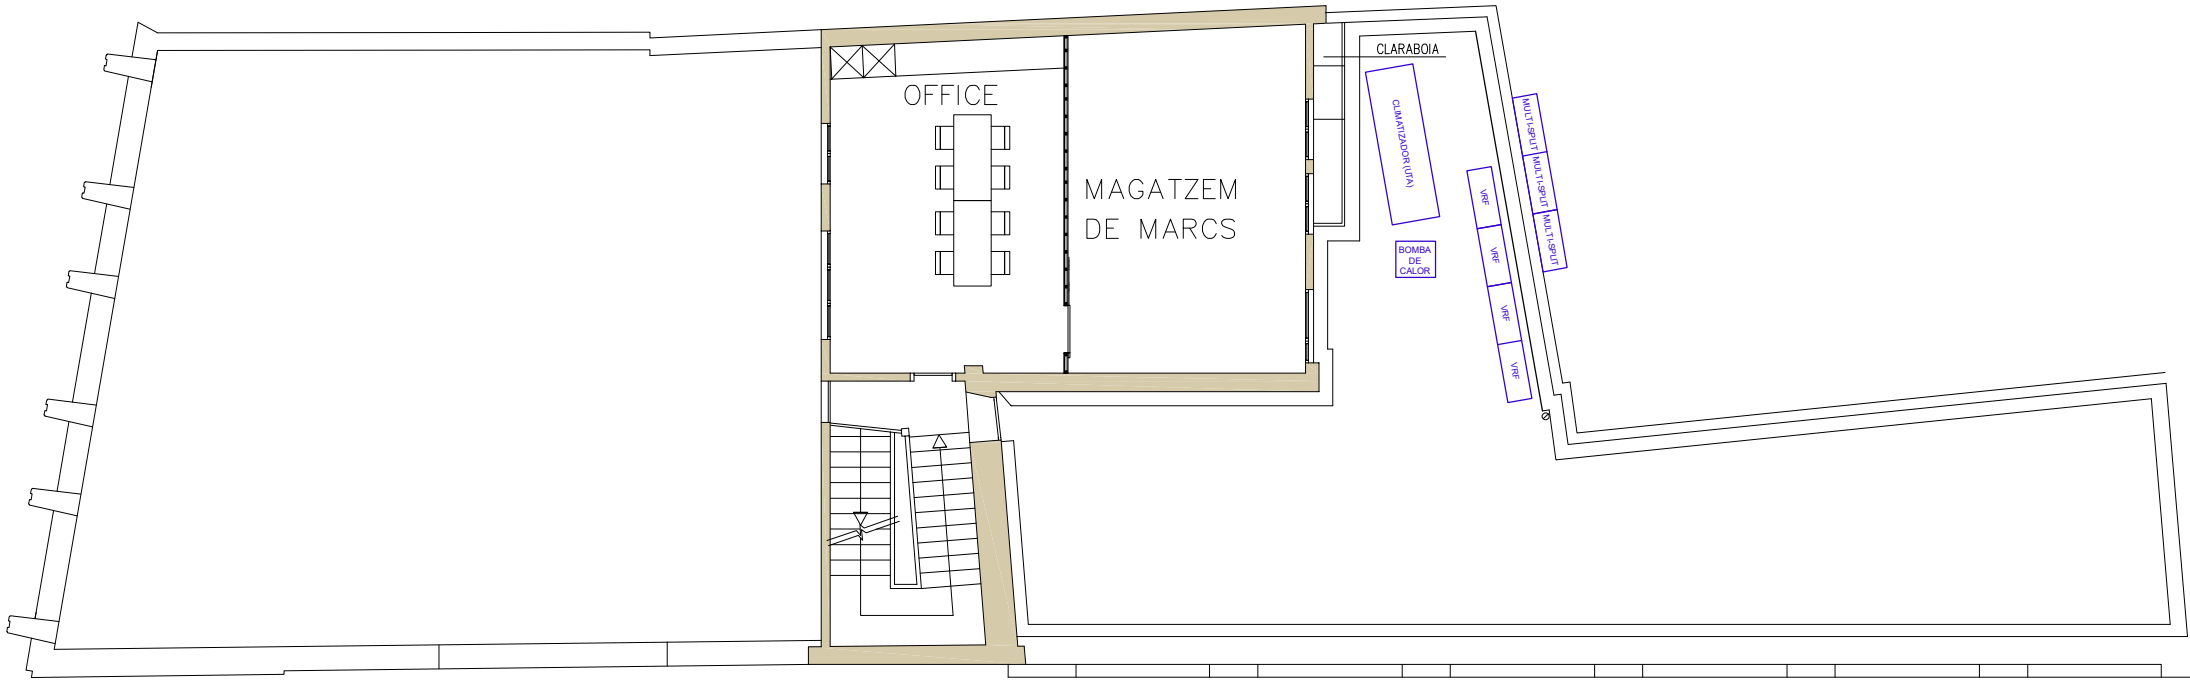 CLARABOIA
OFFICE
MAGATZEM
DE MARCS
CLIMATIZADOR (UTA)
BOMBA
DE
CALOR
VRF
VRF
VRF
VRF
MULTI-SPLIT
MULTI-SPLIT
MULTI-SPLIT